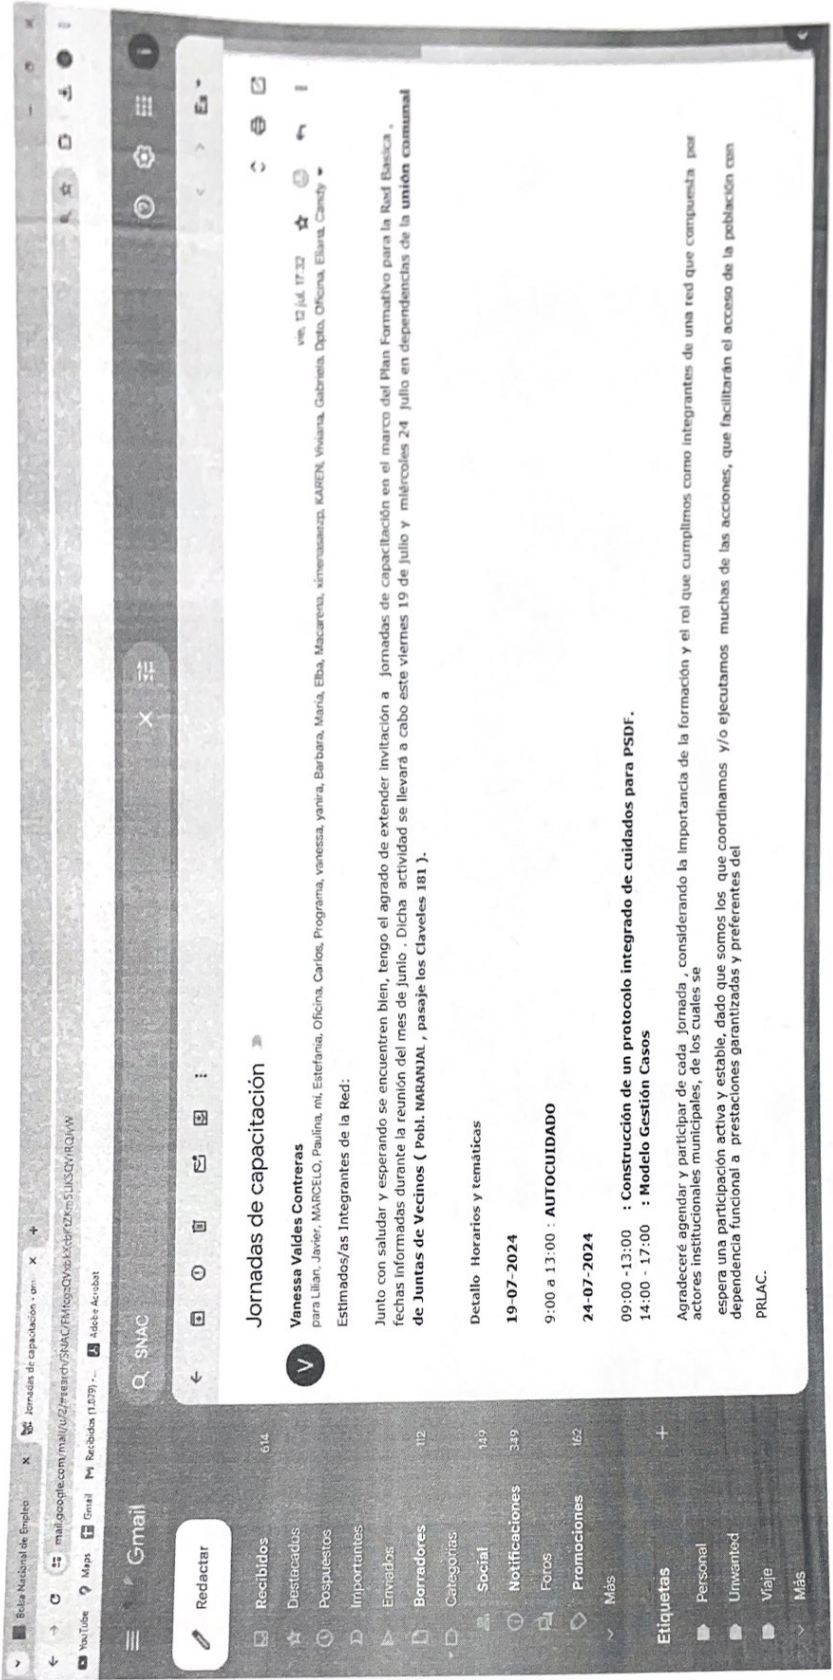 Bolsa Nacional de Empleo
Jornadas de capacitación - ori
mail.google.com/mail/u/2/#search/SNAC/
YouTube
Maps
Gmail
Recibidos (1.079) -...
Adobe Acrobat
Gmail
SNAC
Redactar
Recibidos 614
Destacados
Pospuestos
Importantes
Enviados
Borradores 112
Categorías
Social 149
Notificaciones 349
Foros
Promociones 162
Más
Etiquetas +
Personal
Unwanted
Viaje
Más
Es
Jornadas de capacitación
V
Vanessa Valdes Contreras
vie, 12 jul, 17:32
para Lilian, Javier, MARCELO, Paulina, mí, Estefanía, Oficina, Carlos, Programa, vanessa, yanira, Barbara, María, Elba, Macarena, ximenasaezp, KAREN, Viviana, Gabriela, Dpto, Oficina, Eliana, Candy
Estimados/as Integrantes de la Red:
Junto con saludar y esperando se encuentren bien, tengo el agrado de extender invitación a jornadas de capacitación en el marco del Plan Formativo para la Red Basica ,
fechas informadas durante la reunión del mes de junio . Dicha actividad se llevará a cabo este viernes 19 de julio y miércoles 24 julio en dependencias de la unión comunal
de Juntas de Vecinos ( Pobl. NARANJAL , pasaje los Claveles 181 ).
Detalle Horarios y temáticas
19-07-2024
9:00 a 13:00 : AUTOCUIDADO
24-07-2024
09:00 -13:00 : Construcción de un protocolo integrado de cuidados para PSDF.
14:00 - 17:00 : Modelo Gestión Casos
Agradeceré agendar y participar de cada jornada , considerando la importancia de la formación y el rol que cumplimos como integrantes de una red que compuesta por
actores institucionales municipales, de los cuales se
espera una participación activa y estable, dado que somos los que coordinamos y/o ejecutamos muchas de las acciones, que facilitarán el acceso de la población con
dependencia funcional a prestaciones garantizadas y preferentes del
PRLAC.